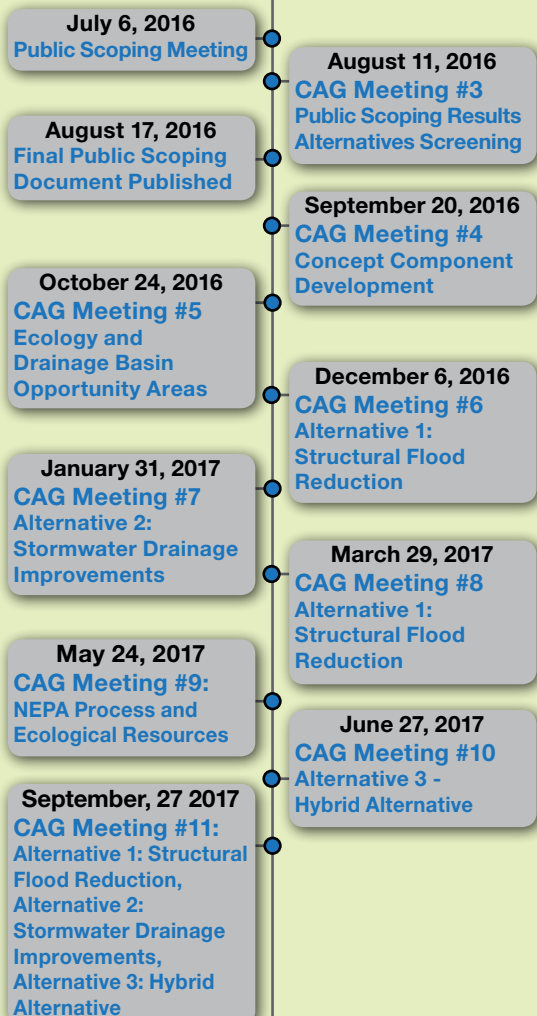 July 6, 2016
Public Scoping Meeting
August 11, 2016
CAG Meeting #3
Public Scoping Results
Alternatives Screening
August 17, 2016
Final Public Scoping
Document Published
September 20, 2016
CAG Meeting #4
Concept Component
Development
October 24, 2016
CAG Meeting #5
Ecology and
Drainage Basin
Opportunity Areas
December 6, 2016
CAG Meeting #6
Alternative 1:
Structural Flood
Reduction
January 31, 2017
CAG Meeting #7
Alternative 2:
Stormwater Drainage
Improvements
March 29, 2017
CAG Meeting #8
Alternative 1:
Structural Flood
Reduction
May 24, 2017
CAG Meeting #9:
NEPA Process and
Ecological Resources
June 27, 2017
CAG Meeting #10
Alternative 3 -
Hybrid Alternative
September, 27 2017
CAG Meeting #11:
Alternative 1: Structural
Flood Reduction,
Alternative 2:
Stormwater Drainage
Improvements,
Alternative 3: Hybrid
Alternative